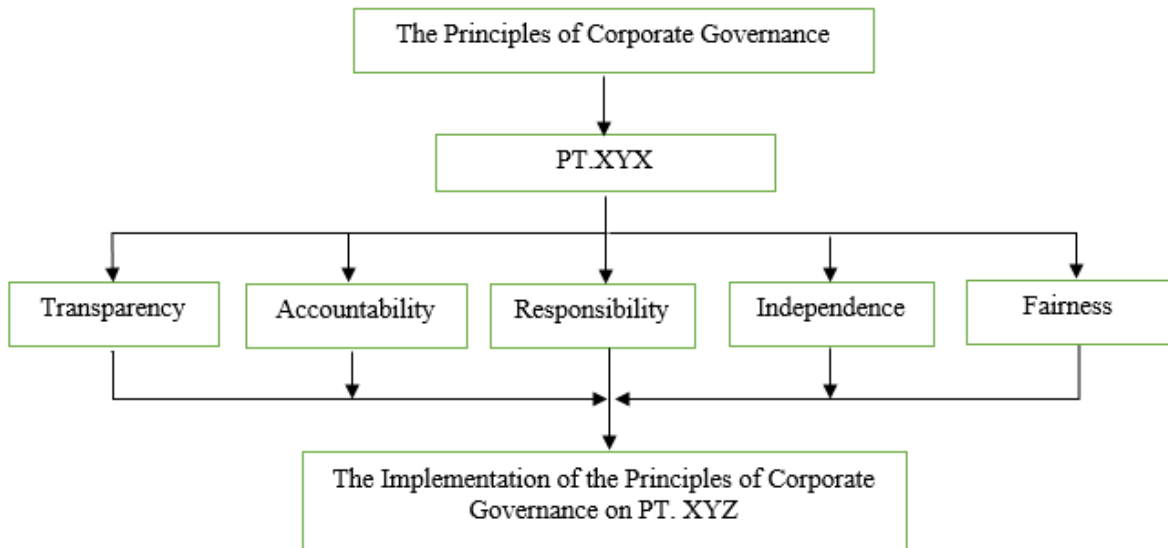 The Principles of Corporate Governance
PT.XYX
Transparency
Accountability
Responsibility
Independence
Fairness
The Implementation of the Principles of Corporate
Governance on PT. XYZ